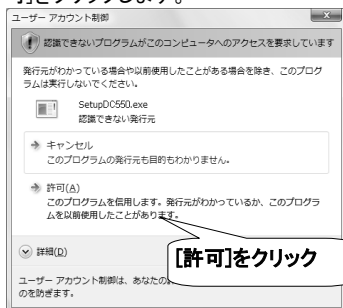 ユーザー アカウント制御
認識できないプログラムがこのコンピュータへのアクセスを要求しています
発行元がわかっている場合や以前使用したことがある場合を除き、このプログ
ラムは実行しないでください。
SetupDC550.exe
認識できない発行元
キャンセル
このプログラムの発行元も目的もわかりません。
許可(A)
このプログラムを信用します。発行元がわかっているか、このプログラ
ムを以前使用したことがあります。
[許可]をクリック
詳細(D)
ユーザー アカウント制御は、あなたの
のを防ぎます。